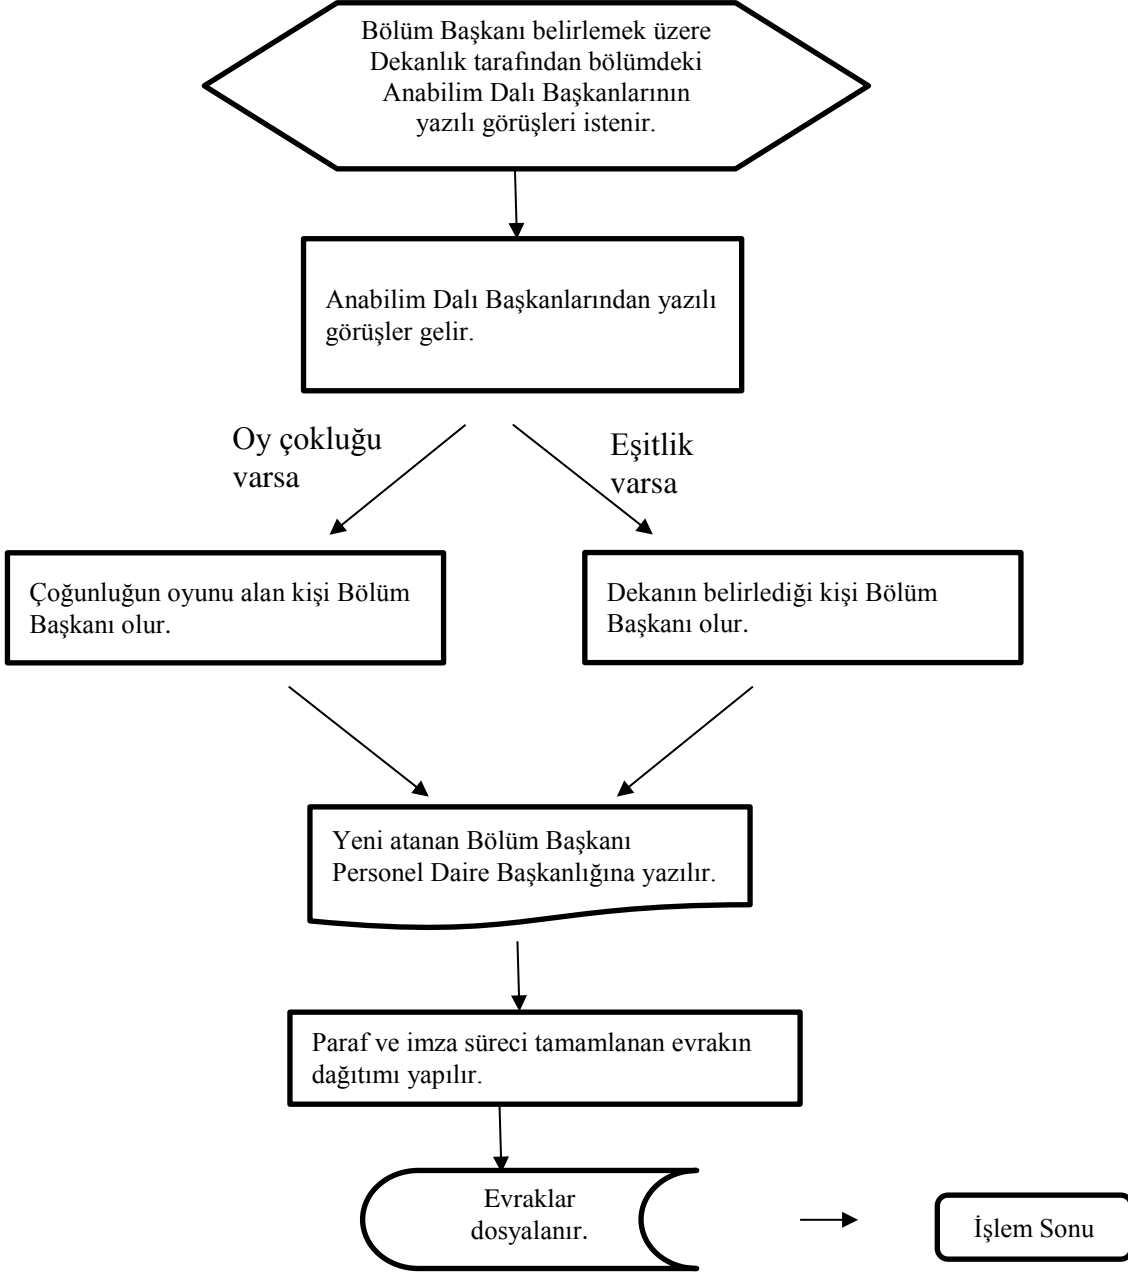 Bölüm Başkanı belirlemek üzere
Dekanlık tarafından bölümdeki
Anabilim Dalı Başkanlarının
yazılı görüşleri istenir.
Anabilim Dalı Başkanlarından yazılı
görüşler gelir.
Oy çokluğu
varsa
Eşitlik
varsa
Çoğunluğun oyunu alan kişi Bölüm
Başkanı olur.
Dekanın belirlediği kişi Bölüm
Başkanı olur.
Yeni atanan Bölüm Başkanı
Personel Daire Başkanlığına yazılır.
Paraf ve imza süreci tamamlanan evrakın
dağıtımı yapılır.
Evraklar
dosyalanır.
İşlem Sonu